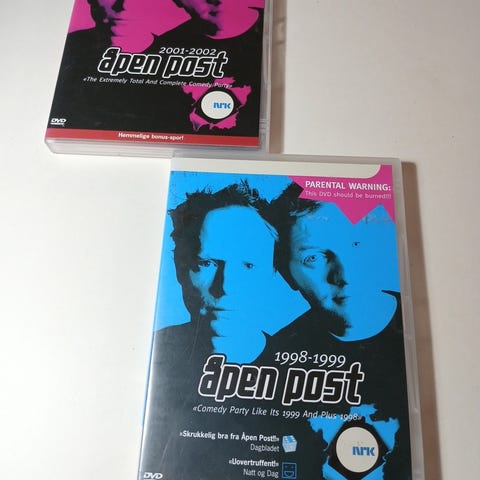 2001-2002
åpen post
«The Extremely Total And Complete Comedy Party»
NRK
DVD
Hemmelige bonus-spor!
PARENTAL WARNING:
This DVD should be burned!!!
1998-1999
åpen post
«Comedy Party Like Its 1999 And Plus 1998»
»Skrukkelig bra fra Åpen Post!!«
Dagbladet
»Uovertruffent!«
Natt og Dag
NRK
DVD